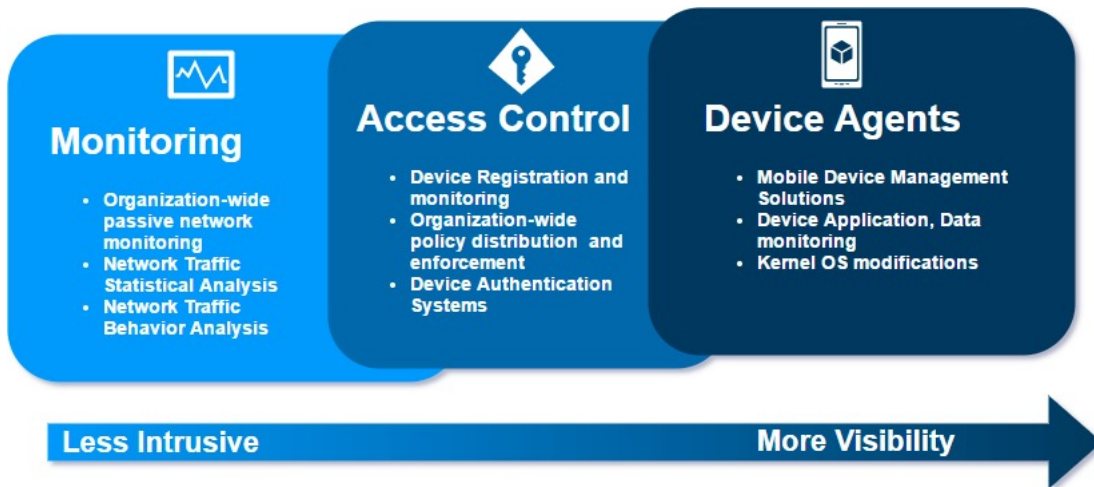 Monitoring
• Organization-wide
passive network
monitoring
• Network Traffic
Statistical Analysis
• Network Traffic
Behavior Analysis
Access Control
• Device Registration and
monitoring
• Organization-wide
policy distribution and
enforcement
• Device Authentication
Systems
Device Agents
• Mobile Device Management
Solutions
• Device Application, Data
monitoring
• Kernel OS modifications
Less Intrusive
More Visibility